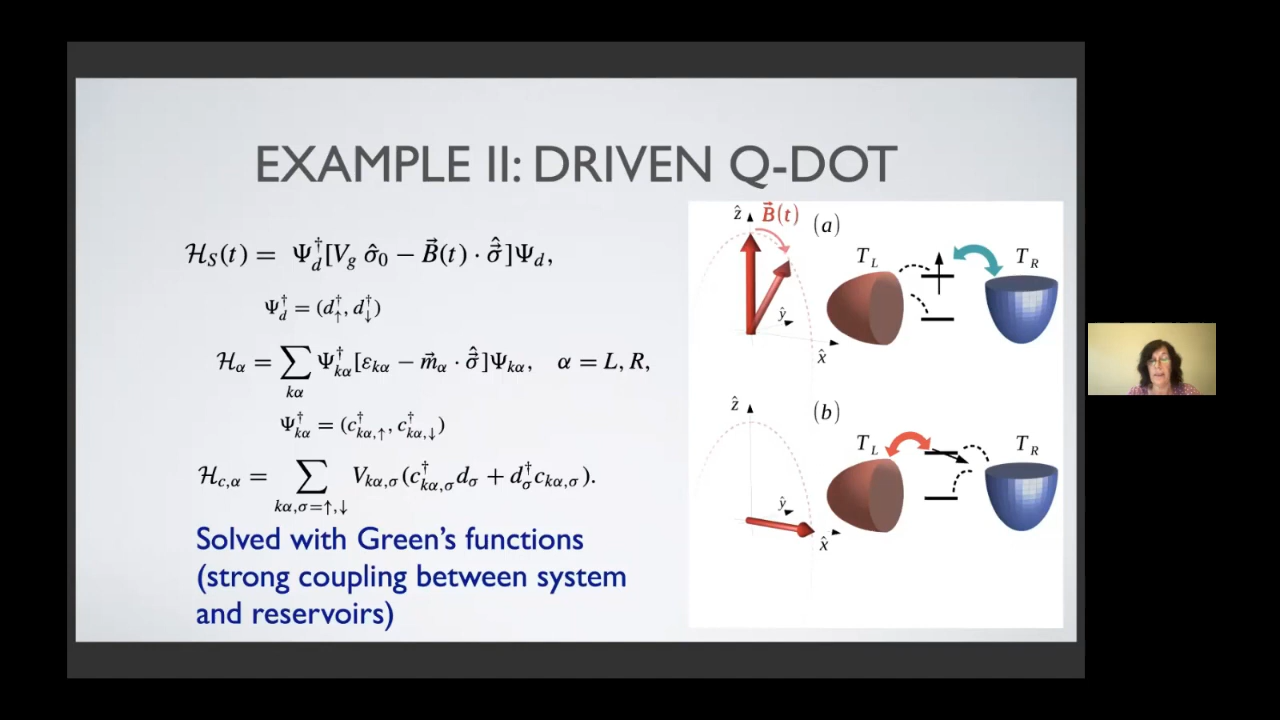 EXAMPLE II: DRIVEN Q-DOT
ℋ_S(t) = Ψ_d^†[V_g σ̂_0 − B⃗(t) · σ⃗̂]Ψ_d,
Ψ_d^† = (d_↑^†, d_↓^†)
ℋ_α = ∑_{kα} Ψ_{kα}^†[ε_{kα} − m⃗_α · σ⃗̂]Ψ_{kα}, α = L, R,
Ψ_{kα}^† = (c_{kα,↑}^†, c_{kα,↓}^†)
ℋ_{c,α} = ∑_{kα,σ=↑,↓} V_{kα,σ}(c_{kα,σ}^† d_σ + d_σ^† c_{kα,σ}).
Solved with Green's functions
(strong coupling between system
and reservoirs)
ẑ B⃗(t) (a)
T_L T_R
ŷ
x̂
ẑ (b)
T_L T_R
ŷ
x̂